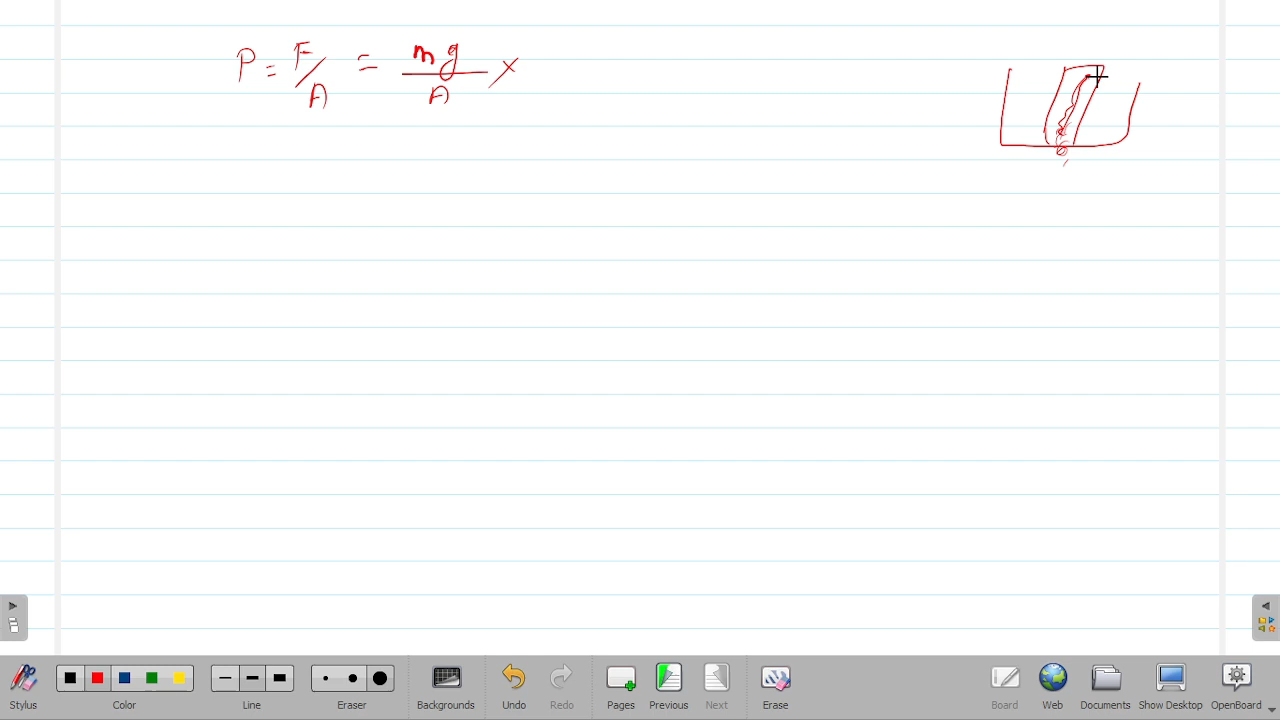 P = F/A = mg/A ×
Stylus Color Line Eraser Backgrounds Undo Redo Pages Previous Next Erase Board Web Documents Show Desktop OpenBoard